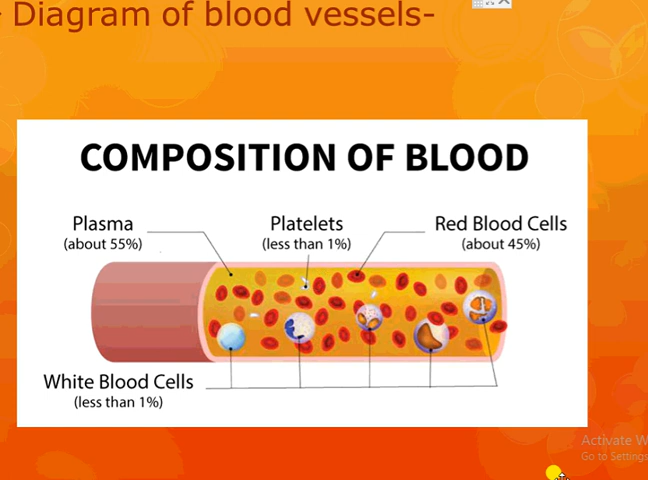 Diagram of blood vessels-
COMPOSITION OF BLOOD
Plasma
(about 55%)
Platelets
(less than 1%)
Red Blood Cells
(about 45%)
White Blood Cells
(less than 1%)
Activate W
Go to Settings